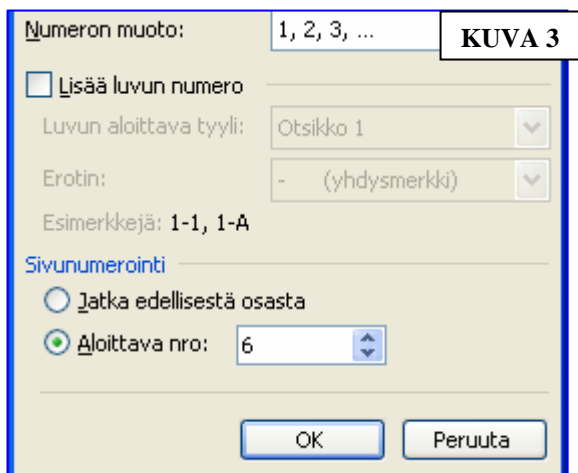 Numeron muoto: 1, 2, 3, ...
KUVA 3
Lisää luvun numero
Luvun aloittava tyyli: Otsikko 1
Erotin: - (yhdysmerkki)
Esimerkkejä: 1-1, 1-A
Sivunumerointi
Jatka edellisestä osasta
Aloittava nro: 6
OK Peruuta